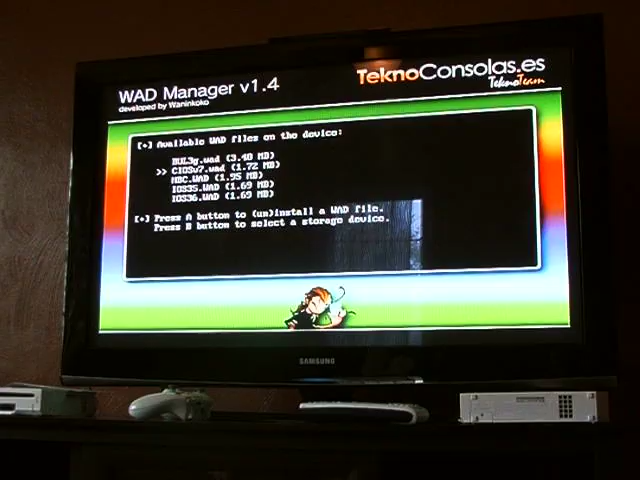 WAD Manager v1.4
developed by Waninkoko
TeknoConsolas.es
TeknoTeam
[+] Available WAD files on the device:
BUL3g.wad (3.40 MB)
>> CIOSv7.wad (1.72 MB)
MBC.WAD (1.95 MB)
IOS35.WAD (1.69 MB)
IOS36.WAD (1.69 MB)
[+] Press A button to (un)install a WAD file.
Press B button to select a storage device.
SAMSUNG